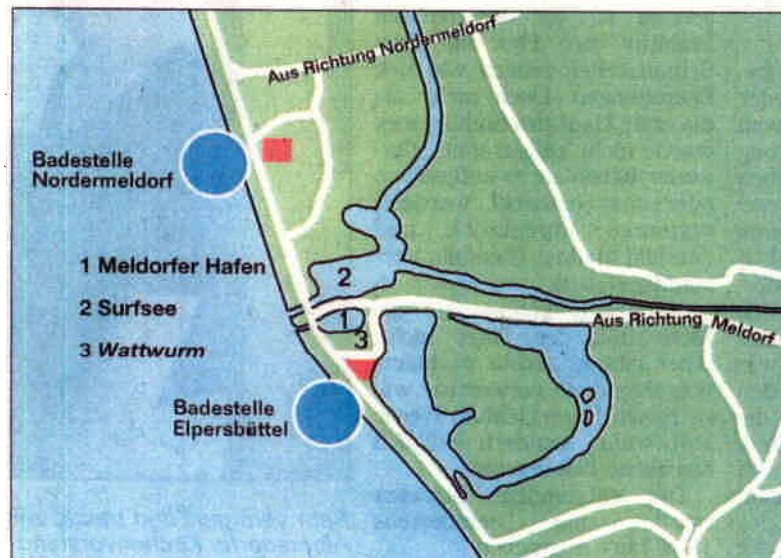 Aus Richtung Nordermeldorf
Badestelle
Nordermeldorf
1 Meldorfer Hafen
2 Surfsee
3 Wattwurm
2
1
3
Aus Richtung Meldorf
Badestelle
Elpersbüttel